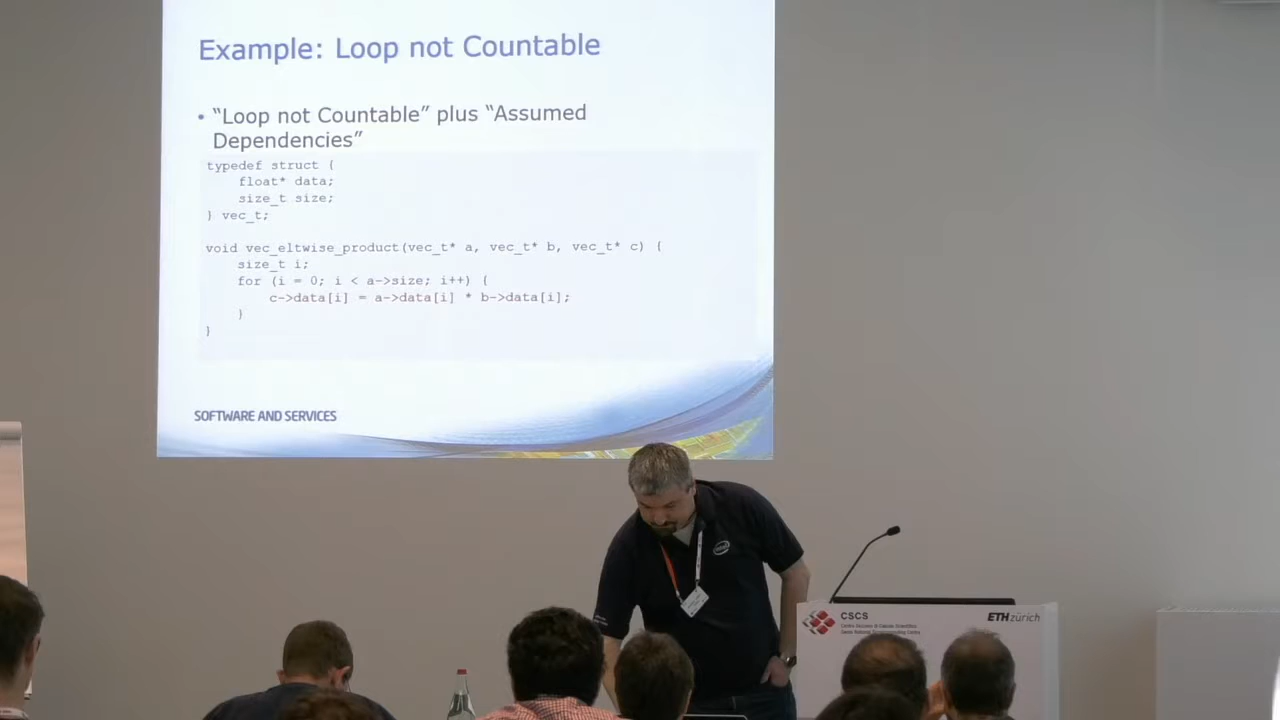 Example: Loop not Countable
• “Loop not Countable” plus “Assumed
Dependencies”
typedef struct {
    float* data;
    size_t size;
} vec_t;
void vec_eltwise_product(vec_t* a, vec_t* b, vec_t* c) {
    size_t i;
    for (i = 0; i < a->size; i++) {
        c->data[i] = a->data[i] * b->data[i];
    }
}
SOFTWARE AND SERVICES
CSCS
ETH zürich